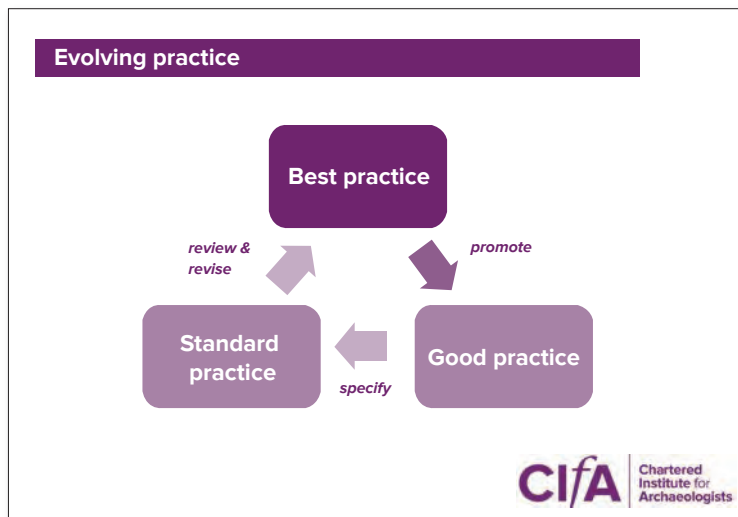 Evolving practice
Best practice
review &
revise
promote
Standard
practice
Good practice
specify
CIfA
Chartered
Institute for
Archaeologists